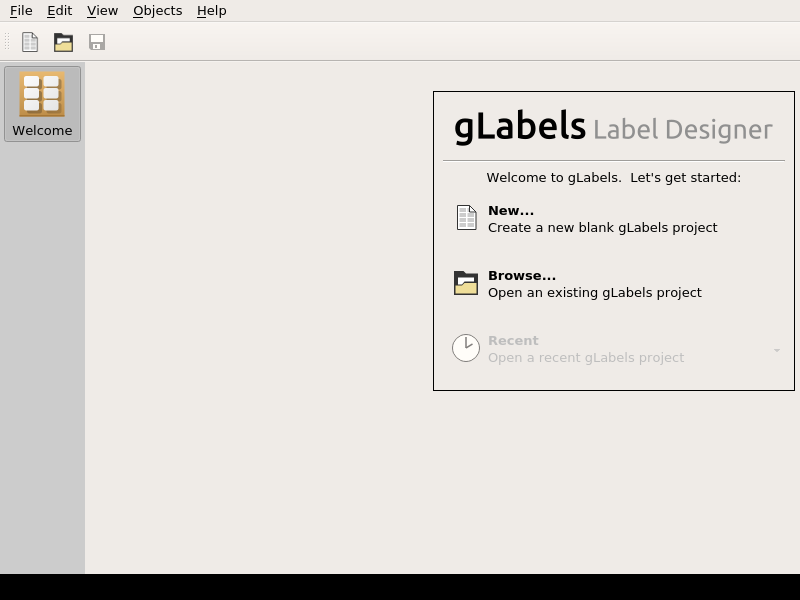 File Edit View Objects Help
Welcome
gLabels Label Designer
Welcome to gLabels.  Let's get started:
New...
Create a new blank gLabels project
Browse...
Open an existing gLabels project
Recent
Open a recent gLabels project